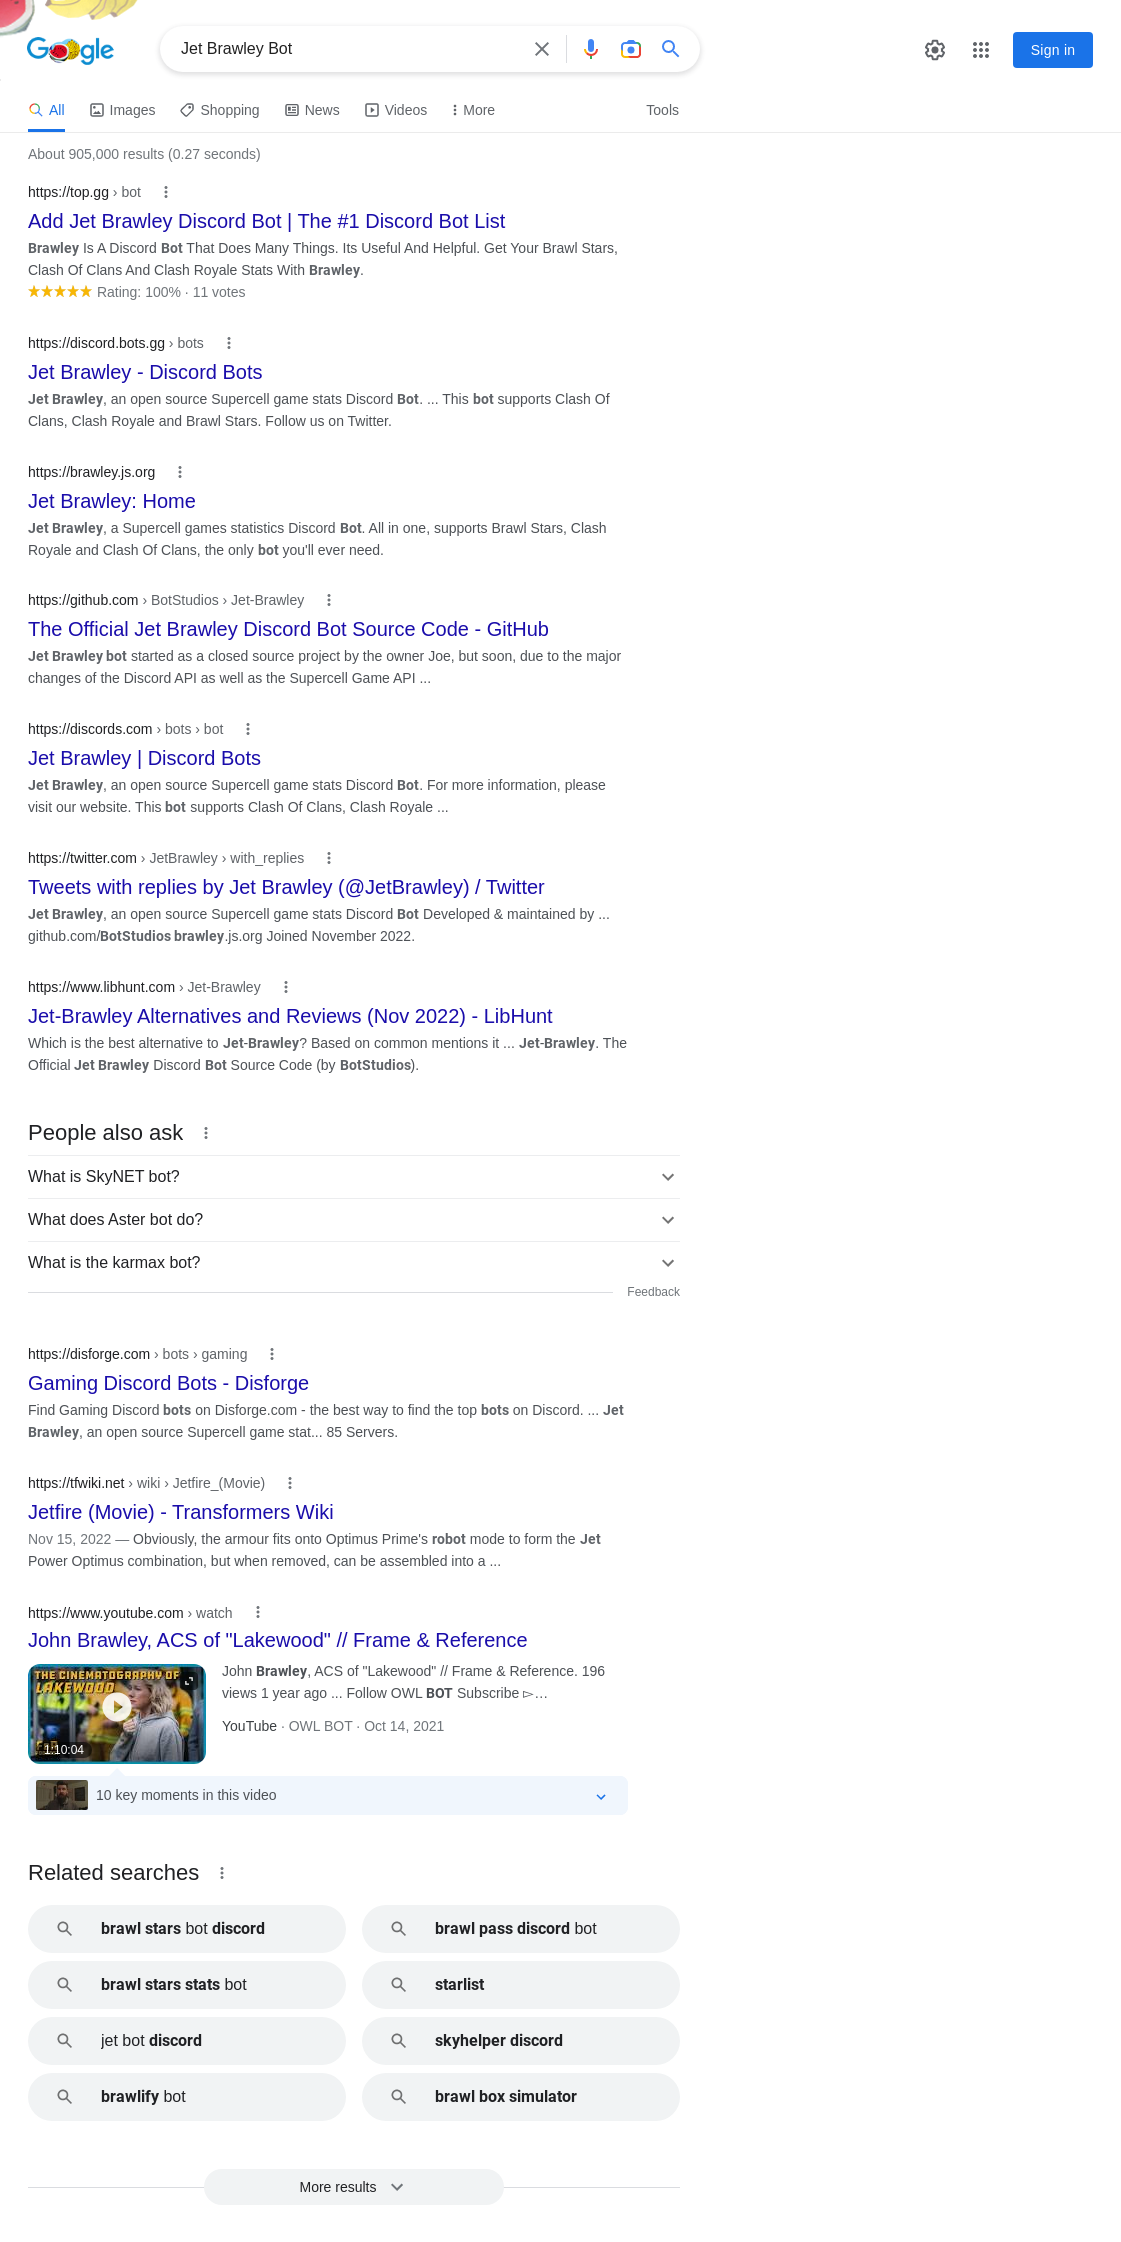 Google
Jet Brawley Bot
Sign in
All
Images
Shopping
News
Videos
More
Tools
About 905,000 results (0.27 seconds)
https://top.gg › bot
Add Jet Brawley Discord Bot | The #1 Discord Bot List
Brawley Is A Discord Bot That Does Many Things. Its Useful And Helpful. Get Your Brawl Stars,
Clash Of Clans And Clash Royale Stats With Brawley.
Rating: 100% · 11 votes
https://discord.bots.gg › bots
Jet Brawley - Discord Bots
Jet Brawley, an open source Supercell game stats Discord Bot. ... This bot supports Clash Of
Clans, Clash Royale and Brawl Stars. Follow us on Twitter.
https://brawley.js.org
Jet Brawley: Home
Jet Brawley, a Supercell games statistics Discord Bot. All in one, supports Brawl Stars, Clash
Royale and Clash Of Clans, the only bot you'll ever need.
https://github.com › BotStudios › Jet-Brawley
The Official Jet Brawley Discord Bot Source Code - GitHub
Jet Brawley bot started as a closed source project by the owner Joe, but soon, due to the major
changes of the Discord API as well as the Supercell Game API ...
https://discords.com › bots › bot
Jet Brawley | Discord Bots
Jet Brawley, an open source Supercell game stats Discord Bot. For more information, please
visit our website. This bot supports Clash Of Clans, Clash Royale ...
https://twitter.com › JetBrawley › with_replies
Tweets with replies by Jet Brawley (@JetBrawley) / Twitter
Jet Brawley, an open source Supercell game stats Discord Bot Developed & maintained by ...
github.com/BotStudios brawley.js.org Joined November 2022.
https://www.libhunt.com › Jet-Brawley
Jet-Brawley Alternatives and Reviews (Nov 2022) - LibHunt
Which is the best alternative to Jet-Brawley? Based on common mentions it ... Jet-Brawley. The
Official Jet Brawley Discord Bot Source Code (by BotStudios).
People also ask
What is SkyNET bot?
What does Aster bot do?
What is the karmax bot?
Feedback
https://disforge.com › bots › gaming
Gaming Discord Bots - Disforge
Find Gaming Discord bots on Disforge.com - the best way to find the top bots on Discord. ... Jet
Brawley, an open source Supercell game stat... 85 Servers.
https://tfwiki.net › wiki › Jetfire_(Movie)
Jetfire (Movie) - Transformers Wiki
Nov 15, 2022 — Obviously, the armour fits onto Optimus Prime's robot mode to form the Jet
Power Optimus combination, but when removed, can be assembled into a ...
https://www.youtube.com › watch
John Brawley, ACS of "Lakewood" // Frame & Reference
THE CINEMATOGRAPHY OF
LAKEWOOD
1:10:04
John Brawley, ACS of "Lakewood" // Frame & Reference. 196
views 1 year ago ... Follow OWL BOT Subscribe ▻…
YouTube · OWL BOT · Oct 14, 2021
10 key moments in this video
Related searches
brawl stars bot discord
brawl pass discord bot
brawl stars stats bot
starlist
jet bot discord
skyhelper discord
brawlify bot
brawl box simulator
More results